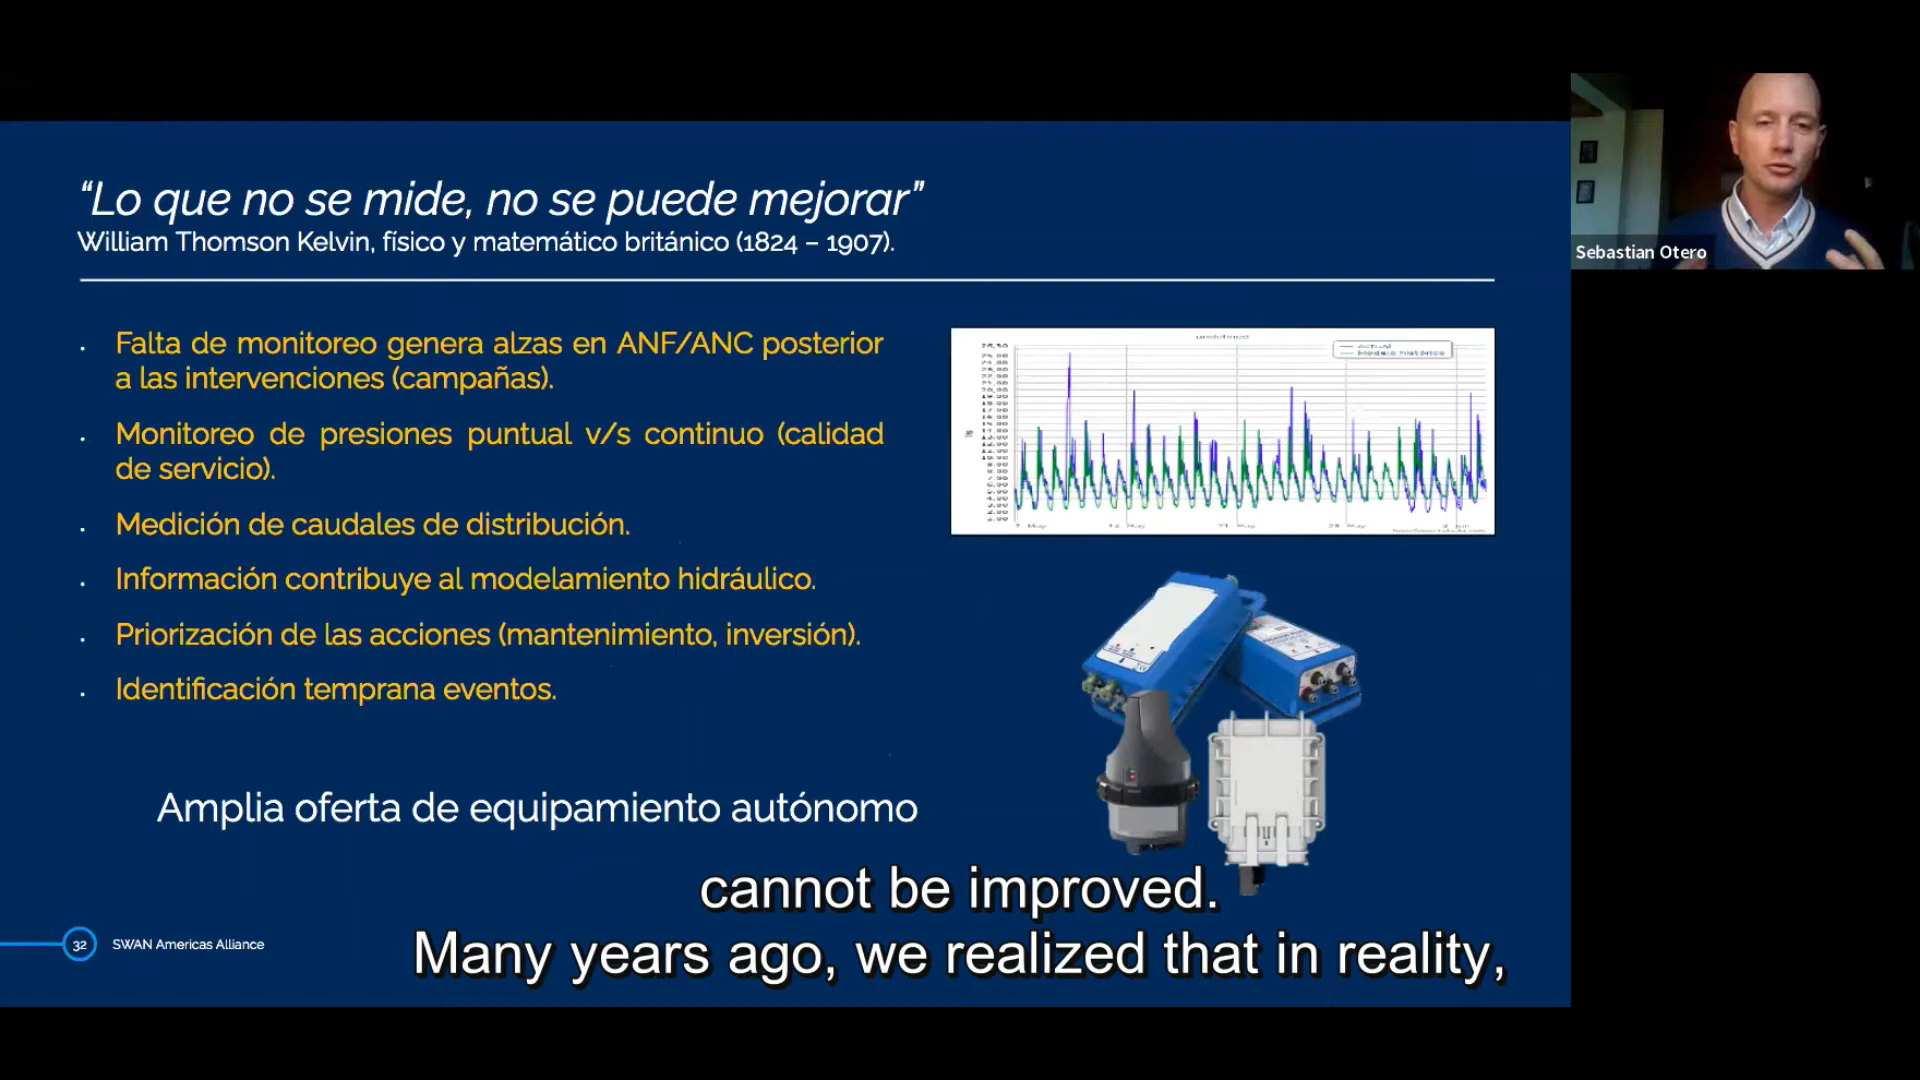 “Lo que no se mide, no se puede mejorar”
William Thomson Kelvin, físico y matemático británico (1824 – 1907).
Sebastian Otero
Falta de monitoreo genera alzas en ANF/ANC posterior
a las intervenciones (campañas).
Monitoreo de presiones puntual v/s continuo (calidad
de servicio).
Medición de caudales de distribución.
Información contribuye al modelamiento hidráulico.
Priorización de las acciones (mantenimiento, inversión).
Identificación temprana eventos.
undefined
Actual
Modelo histórico
Amplia oferta de equipamiento autónomo
cannot be improved.
Many years ago, we realized that in reality,
32 SWAN Americas Alliance